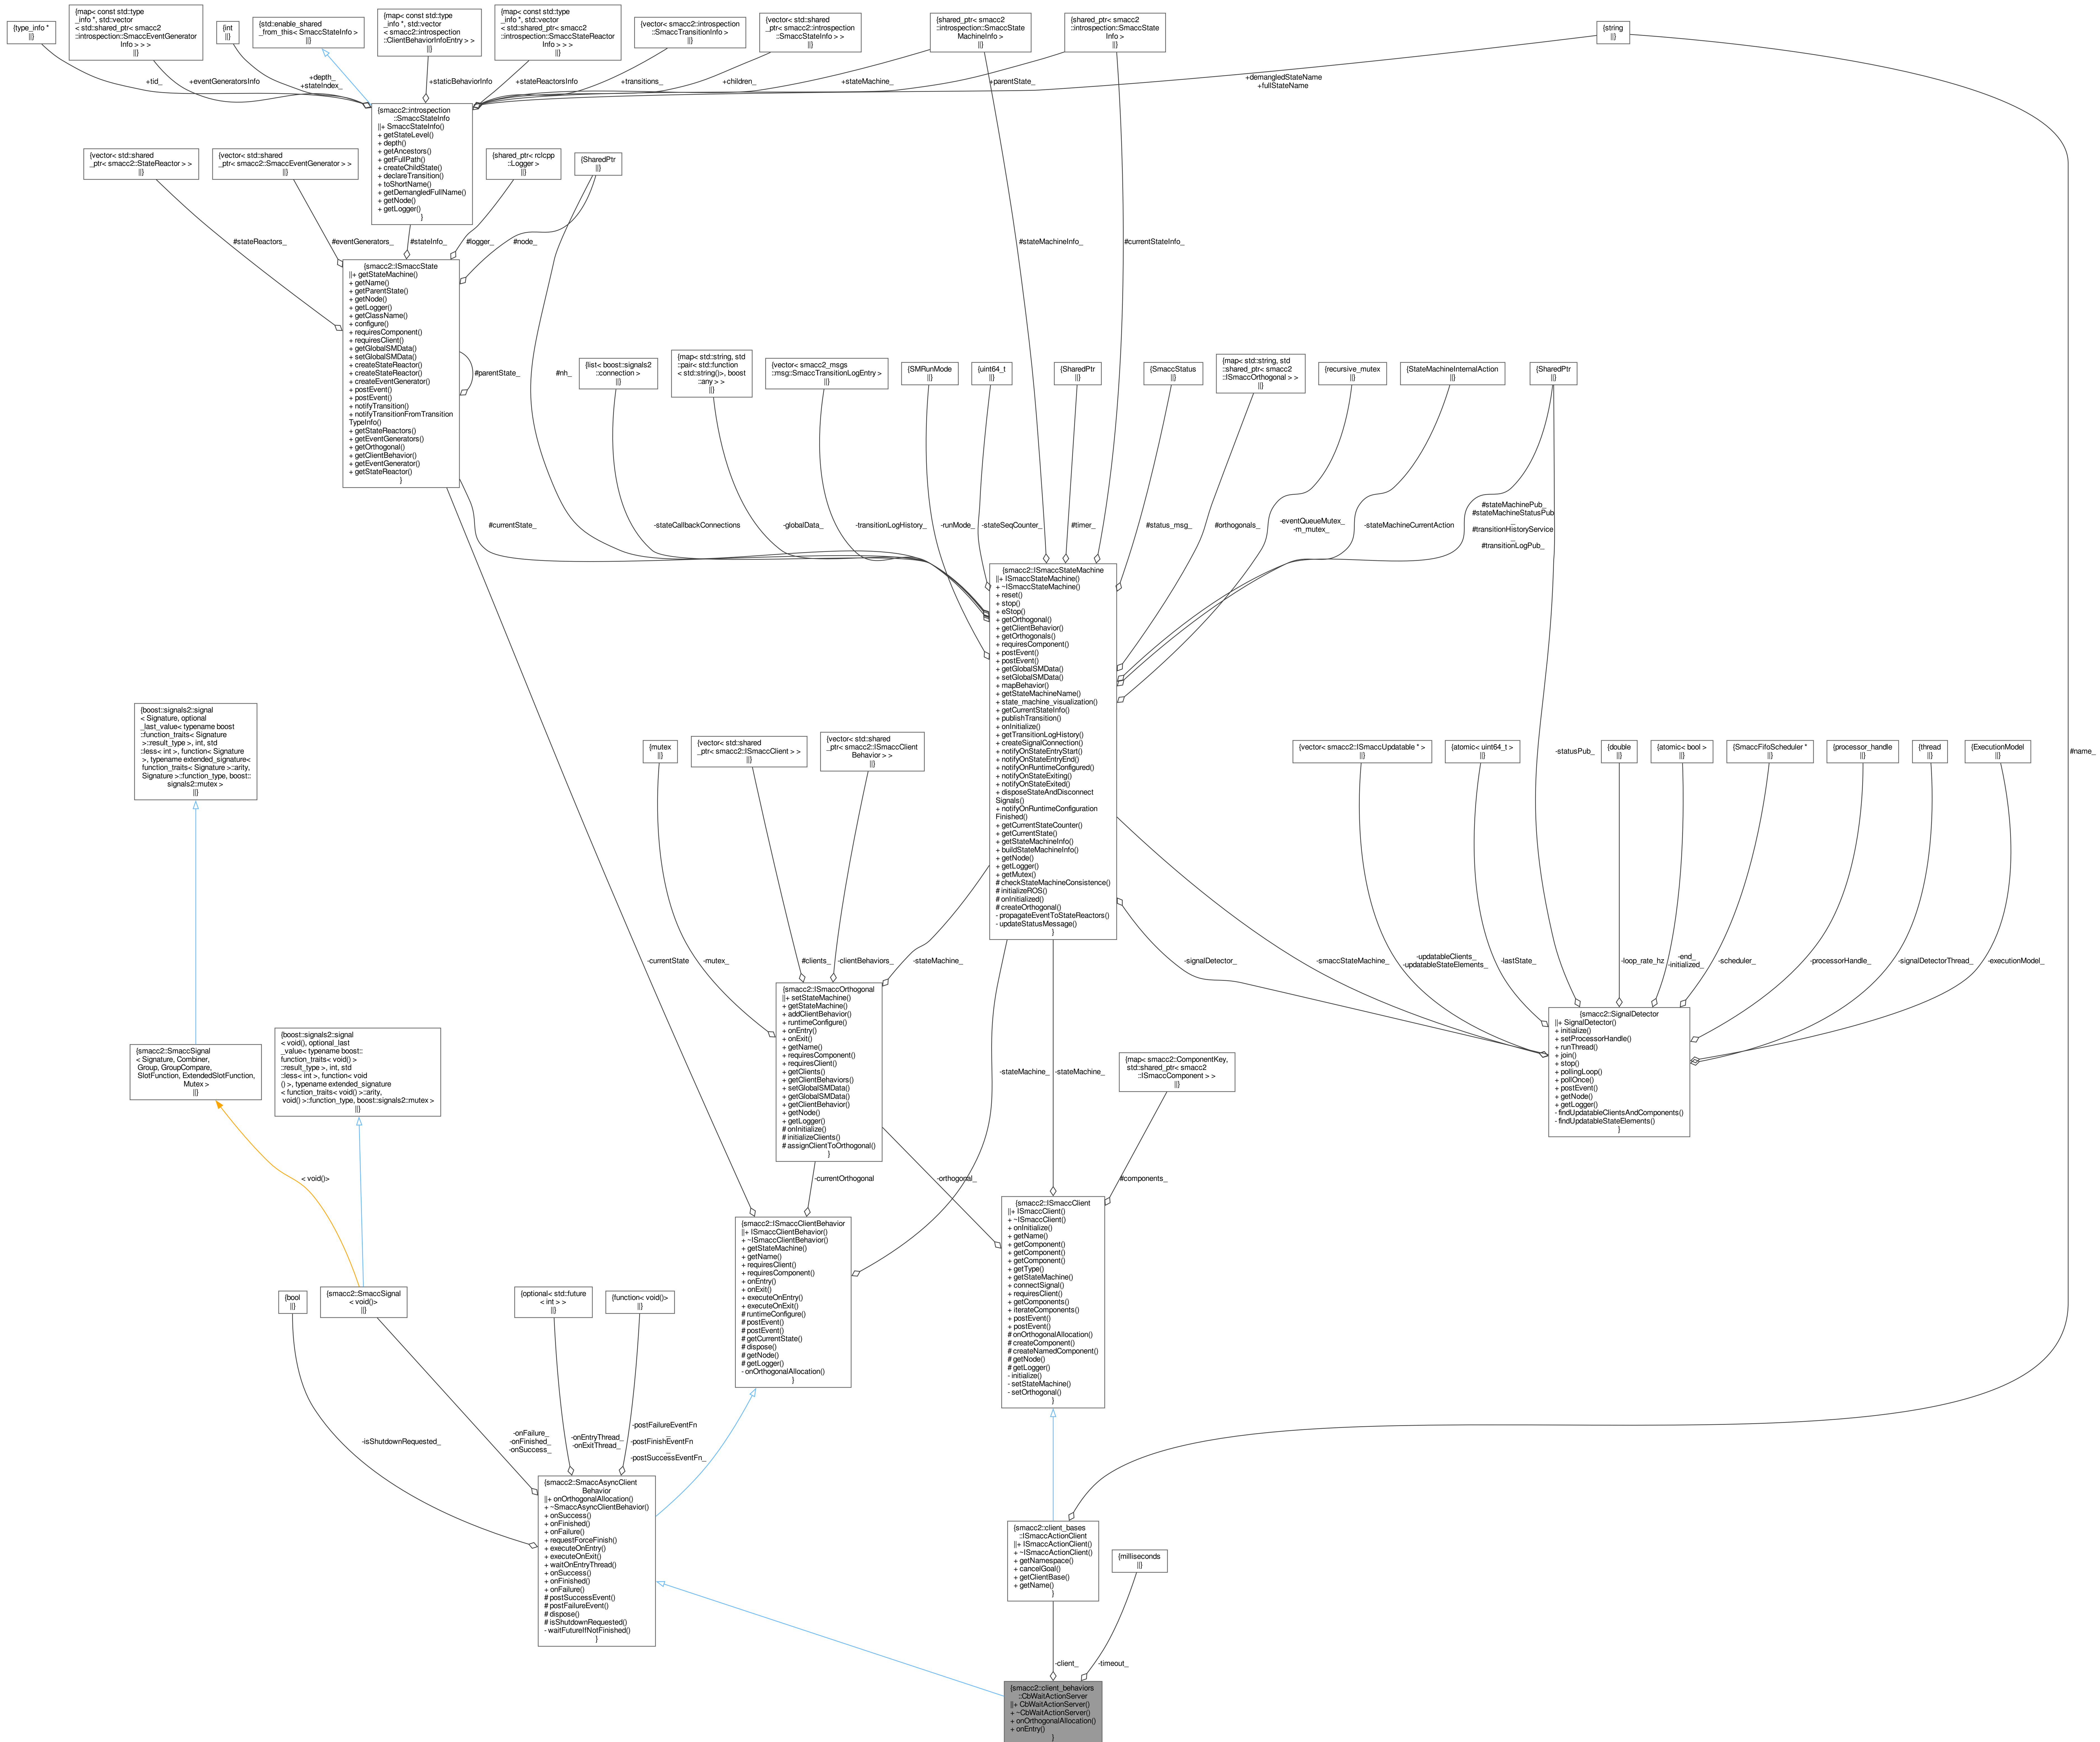 {type_info *
||}
{map< const std::type
_info *, std::vector
< std::shared_ptr< smacc2
::introspection::SmaccEventGenerator
Info > > >
||}
{int
||}
{std::enable_shared
_from_this< SmaccStateInfo >
||}
{map< const std::type
_info *, std::vector
< smacc2::introspection
::ClientBehaviorInfoEntry > >
||}
{map< const std::type
_info *, std::vector
< std::shared_ptr< smacc2
::introspection::SmaccStateReactor
Info > > >
||}
{vector< smacc2::introspection
::SmaccTransitionInfo >
||}
{vector< std::shared
_ptr< smacc2::introspection
::SmaccStateInfo > >
||}
{shared_ptr< smacc2
::introspection::SmaccState
MachineInfo >
||}
{shared_ptr< smacc2
::introspection::SmaccState
Info >
||}
{string
||}
+tid_
+eventGeneratorsInfo
+depth_
+stateIndex_
+staticBehaviorInfo
+stateReactorsInfo
+transitions_
+children_
+stateMachine_
+parentState_
+demangledStateName
+fullStateName
{smacc2::introspection
::SmaccStateInfo
||+ SmaccStateInfo()
+ getStateLevel()
+ depth()
+ getAncestors()
+ getFullPath()
+ createChildState()
+ declareTransition()
+ toShortName()
+ getDemangledFullName()
+ getNode()
+ getLogger()
}
{vector< std::shared
_ptr< smacc2::StateReactor > >
||}
{vector< std::shared
_ptr< smacc2::SmaccEventGenerator > >
||}
{shared_ptr< rclcpp
::Logger >
||}
{SharedPtr
||}
#stateReactors_
#eventGenerators_
#stateInfo_
#logger_
#node_
#stateMachineInfo_
#currentStateInfo_
{smacc2::ISmaccState
||+ getStateMachine()
+ getName()
+ getParentState()
+ getNode()
+ getLogger()
+ getClassName()
+ configure()
+ requiresComponent()
+ requiresClient()
+ getGlobalSMData()
+ setGlobalSMData()
+ createStateReactor()
+ createStateReactor()
+ createEventGenerator()
+ postEvent()
+ postEvent()
+ notifyTransition()
+ notifyTransitionFromTransition
TypeInfo()
+ getStateReactors()
+ getEventGenerators()
+ getOrthogonal()
+ getClientBehavior()
+ getEventGenerator()
+ getStateReactor()
}
#parentState_
#nh_
{list< boost::signals2
::connection >
||}
{map< std::string, std
::pair< std::function
< std::string()>, boost
::any > >
||}
{vector< smacc2_msgs
::msg::SmaccTransitionLogEntry >
||}
{SMRunMode
||}
{uint64_t
||}
{SharedPtr
||}
{SmaccStatus
||}
{map< std::string, std
::shared_ptr< smacc2
::ISmaccOrthogonal > >
||}
{recursive_mutex
||}
{StateMachineInternalAction
||}
{SharedPtr
||}
#currentState_
-stateCallbackConnections
-globalData_
-transitionLogHistory_
-runMode_
-stateSeqCounter_
#timer_
#status_msg_
#orthogonals_
-eventQueueMutex_
-m_mutex_
-stateMachineCurrentAction
#stateMachinePub_
#stateMachineStatusPub
_
#transitionHistoryService
_
#transitionLogPub_
{smacc2::ISmaccStateMachine
||+ ISmaccStateMachine()
+ ~ISmaccStateMachine()
+ reset()
+ stop()
+ eStop()
+ getOrthogonal()
+ getClientBehavior()
+ getOrthogonals()
+ requiresComponent()
+ postEvent()
+ postEvent()
+ getGlobalSMData()
+ setGlobalSMData()
+ mapBehavior()
+ getStateMachineName()
+ state_machine_visualization()
+ getCurrentStateInfo()
+ publishTransition()
+ onInitialize()
+ getTransitionLogHistory()
+ createSignalConnection()
+ notifyOnStateEntryStart()
+ notifyOnStateEntryEnd()
+ notifyOnRuntimeConfigured()
+ notifyOnStateExiting()
+ notifyOnStateExited()
+ disposeStateAndDisconnect
Signals()
+ notifyOnRuntimeConfiguration
Finished()
+ getCurrentStateCounter()
+ getCurrentState()
+ getStateMachineInfo()
+ buildStateMachineInfo()
+ getNode()
+ getLogger()
+ getMutex()
# checkStateMachineConsistence()
# initializeROS()
# onInitialized()
# createOrthogonal()
- propagateEventToStateReactors()
- updateStatusMessage()
}
{boost::signals2::signal
< Signature, optional
_last_value< typename boost
::function_traits< Signature
>::result_type >, int, std
::less< int >, function< Signature
>, typename extended_signature<
function_traits< Signature >::arity,
Signature >::function_type, boost::
signals2::mutex >
||}
{mutex
||}
{vector< std::shared
_ptr< smacc2::ISmaccClient > >
||}
{vector< std::shared
_ptr< smacc2::ISmaccClient
Behavior > >
||}
{vector< smacc2::ISmaccUpdatable * >
||}
{atomic< uint64_t >
||}
-statusPub_
{double
||}
{atomic< bool >
||}
{SmaccFifoScheduler *
||}
{processor_handle
||}
{thread
||}
{ExecutionModel
||}
#name_
-currentState
-mutex_
#clients_
-clientBehaviors_
-stateMachine_
-signalDetector_
-smaccStateMachine_
-updatableClients_
-updatableStateElements_
-lastState_
-loop_rate_hz
-end_
-initialized_
-scheduler_
-processorHandle_
-signalDetectorThread_
-executionModel_
{smacc2::ISmaccOrthogonal
||+ setStateMachine()
+ getStateMachine()
+ addClientBehavior()
+ runtimeConfigure()
+ onEntry()
+ onExit()
+ getName()
+ requiresComponent()
+ requiresClient()
+ getClients()
+ getClientBehaviors()
+ setGlobalSMData()
+ getGlobalSMData()
+ getClientBehavior()
+ getNode()
+ getLogger()
# onInitialize()
# initializeClients()
# assignClientToOrthogonal()
}
{smacc2::SignalDetector
||+ SignalDetector()
+ initialize()
+ setProcessorHandle()
+ runThread()
+ join()
+ stop()
+ pollingLoop()
+ pollOnce()
+ postEvent()
+ getNode()
+ getLogger()
- findUpdatableClientsAndComponents()
- findUpdatableStateElements()
}
{smacc2::SmaccSignal
< Signature, Combiner,
Group, GroupCompare,
SlotFunction, ExtendedSlotFunction,
Mutex >
||}
{boost::signals2::signal
< void(), optional_last
_value< typename boost::
function_traits< void()>
::result_type >, int, std
::less< int >, function< void
() >, typename extended_signature
< function_traits< void() >::arity,
void() >::function_type, boost::signals2::mutex >
||}
-stateMachine_
-stateMachine_
{map< smacc2::ComponentKey,
std::shared_ptr< smacc2
::ISmaccComponent > >
||}
< void()>
-currentOrthogonal
-orthogonal_
#components_
{smacc2::ISmaccClientBehavior
||+ ISmaccClientBehavior()
+ ~ISmaccClientBehavior()
+ getStateMachine()
+ getName()
+ requiresClient()
+ requiresComponent()
+ onEntry()
+ onExit()
+ executeOnEntry()
+ executeOnExit()
# runtimeConfigure()
# postEvent()
# postEvent()
# getCurrentState()
# dispose()
# getNode()
# getLogger()
- onOrthogonalAllocation()
}
{smacc2::ISmaccClient
||+ ISmaccClient()
+ ~ISmaccClient()
+ onInitialize()
+ getName()
+ getComponent()
+ getComponent()
+ getComponent()
+ getType()
+ getStateMachine()
+ connectSignal()
+ requiresClient()
+ getComponents()
+ iterateComponents()
+ postEvent()
+ postEvent()
# onOrthogonalAllocation()
# createComponent()
# createNamedComponent()
# getNode()
# getLogger()
- initialize()
- setStateMachine()
- setOrthogonal()
}
{bool
||}
{smacc2::SmaccSignal
< void()>
||}
{optional< std::future
< int > >
||}
{function< void()>
||}
-isShutdownRequested_
-onFailure_
-onFinished_
-onSuccess_
-onEntryThread_
-onExitThread_
-postFailureEventFn
_
-postFinishEventFn
_
-postSuccessEventFn_
{smacc2::SmaccAsyncClient
Behavior
||+ onOrthogonalAllocation()
+ ~SmaccAsyncClientBehavior()
+ onSuccess()
+ onFinished()
+ onFailure()
+ requestForceFinish()
+ executeOnEntry()
+ executeOnExit()
+ waitOnEntryThread()
+ onSuccess()
+ onFinished()
+ onFailure()
# postSuccessEvent()
# postFailureEvent()
# dispose()
# isShutdownRequested()
- waitFutureIfNotFinished()
}
{smacc2::client_bases
::ISmaccActionClient
||+ ISmaccActionClient()
+ ~ISmaccActionClient()
+ getNamespace()
+ cancelGoal()
+ getClientBase()
+ getName()
}
{milliseconds
||}
-client_
-timeout_
{smacc2::client_behaviors
::CbWaitActionServer
||+ CbWaitActionServer()
+ ~CbWaitActionServer()
+ onOrthogonalAllocation()
+ onEntry()
}